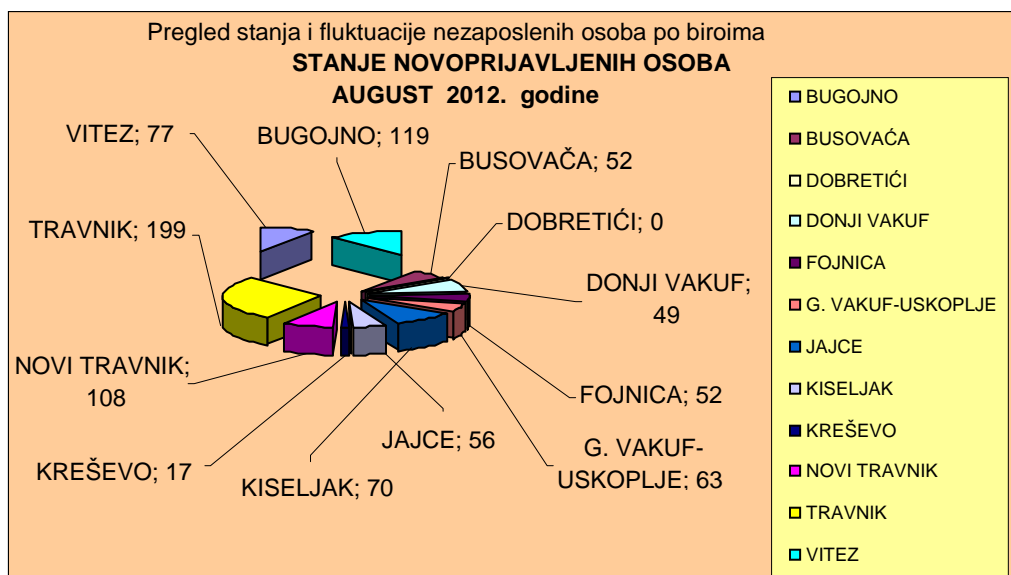 Pregled stanja i fluktuacije nezaposlenih osoba po biroima
STANJE NOVOPRIJAVLJENIH OSOBA
AUGUST 2012. godine
VITEZ; 77
BUGOJNO; 119
BUSOVAČA; 52
TRAVNIK; 199
DOBRETIĆI; 0
DONJI VAKUF;
49
NOVI TRAVNIK;
108
FOJNICA; 52
JAJCE; 56
G. VAKUF-
USKOPLJE; 63
KREŠEVO; 17
KISELJAK; 70
BUGOJNO
BUSOVAĆA
DOBRETIĆI
DONJI VAKUF
FOJNICA
G. VAKUF-USKOPLJE
JAJCE
KISELJAK
KREŠEVO
NOVI TRAVNIK
TRAVNIK
VITEZ